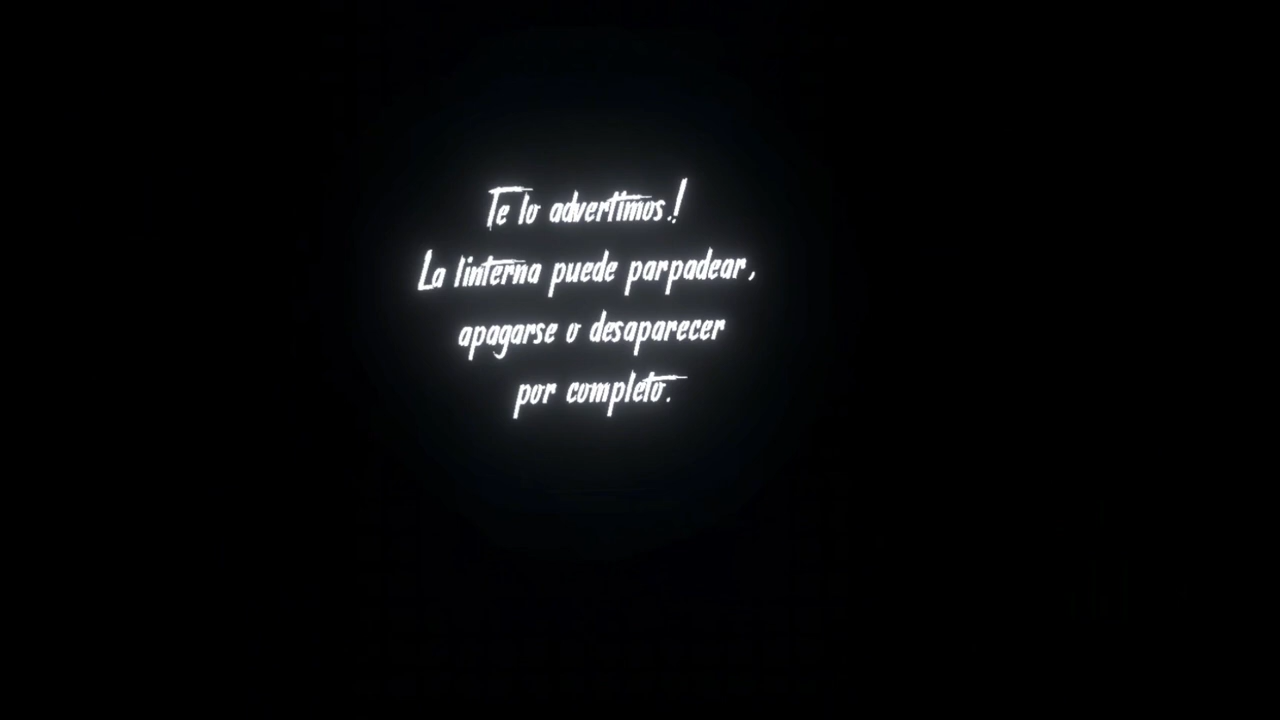 Te lo advertimos.!
La linterna puede parpadear,
apagarse o desaparecer
por completo.